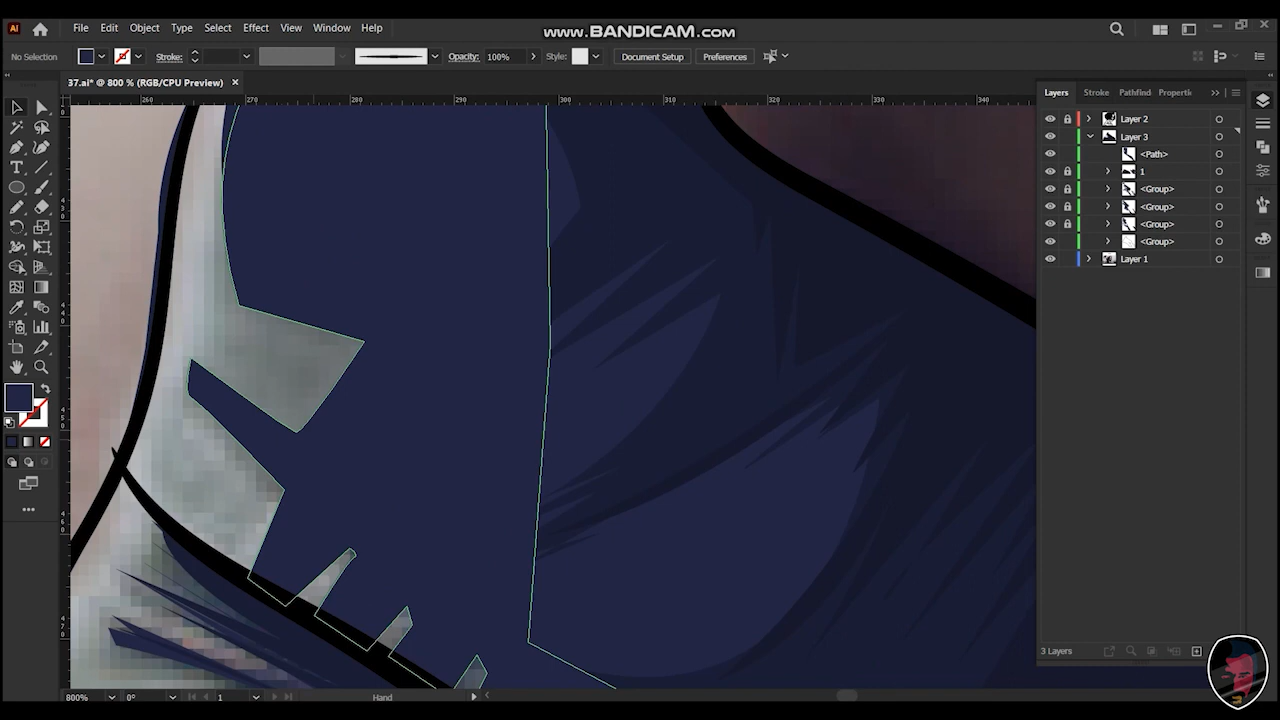 Ai File Edit Object Type Select Effect View Window Help
www.BANDICAM.com
No Selection Stroke: Opacity: 100% Style: Document Setup Preferences
37.ai* @ 800 % (RGB/CPU Preview) ×
260 270 280 290 300 310 320 330 340
Layers Stroke Pathfind Propertic
Layer 2
Layer 3
<Path>
1
<Group>
<Group>
<Group>
<Group>
Layer 1
3 Layers
800% 0° 1 Hand